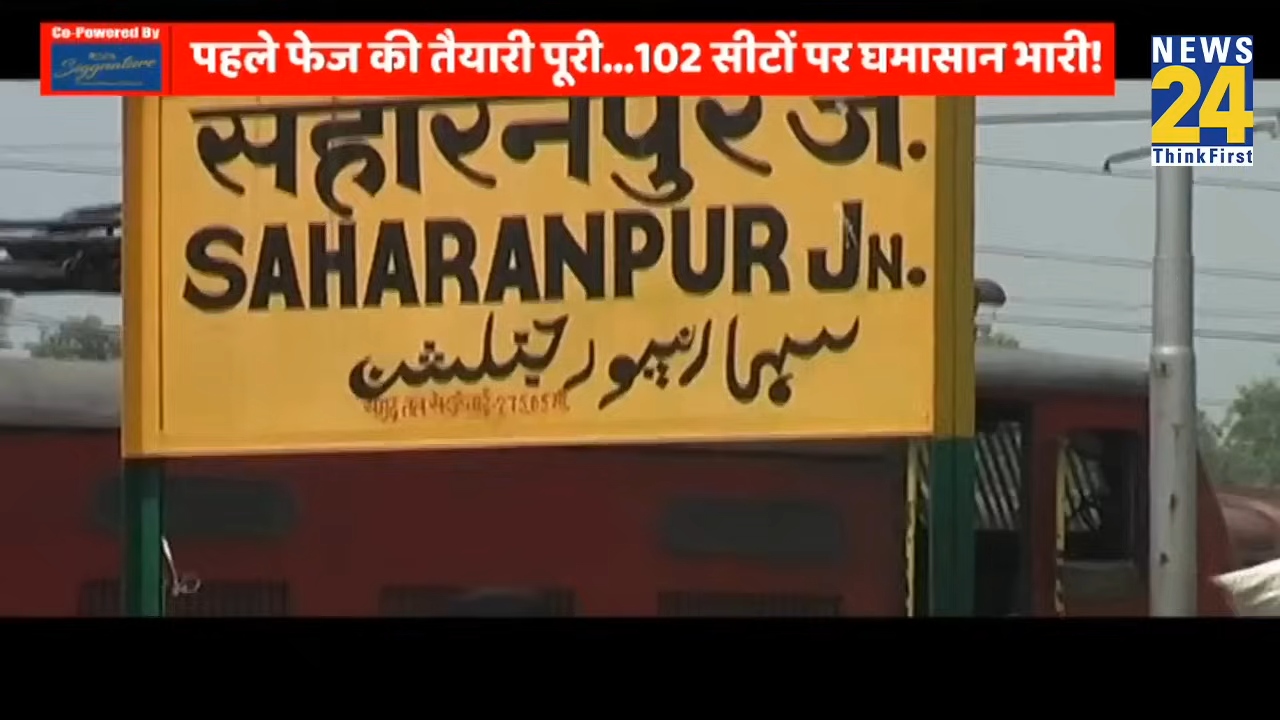 Co-Powered By
Signature
पहले फेज की तैयारी पूरी...102 सीटों पर घमासान भारी!
NEWS
24
ThinkFirst
सहारनपुर जं.
SAHARANPUR JN.
سہارنپور جنکشن